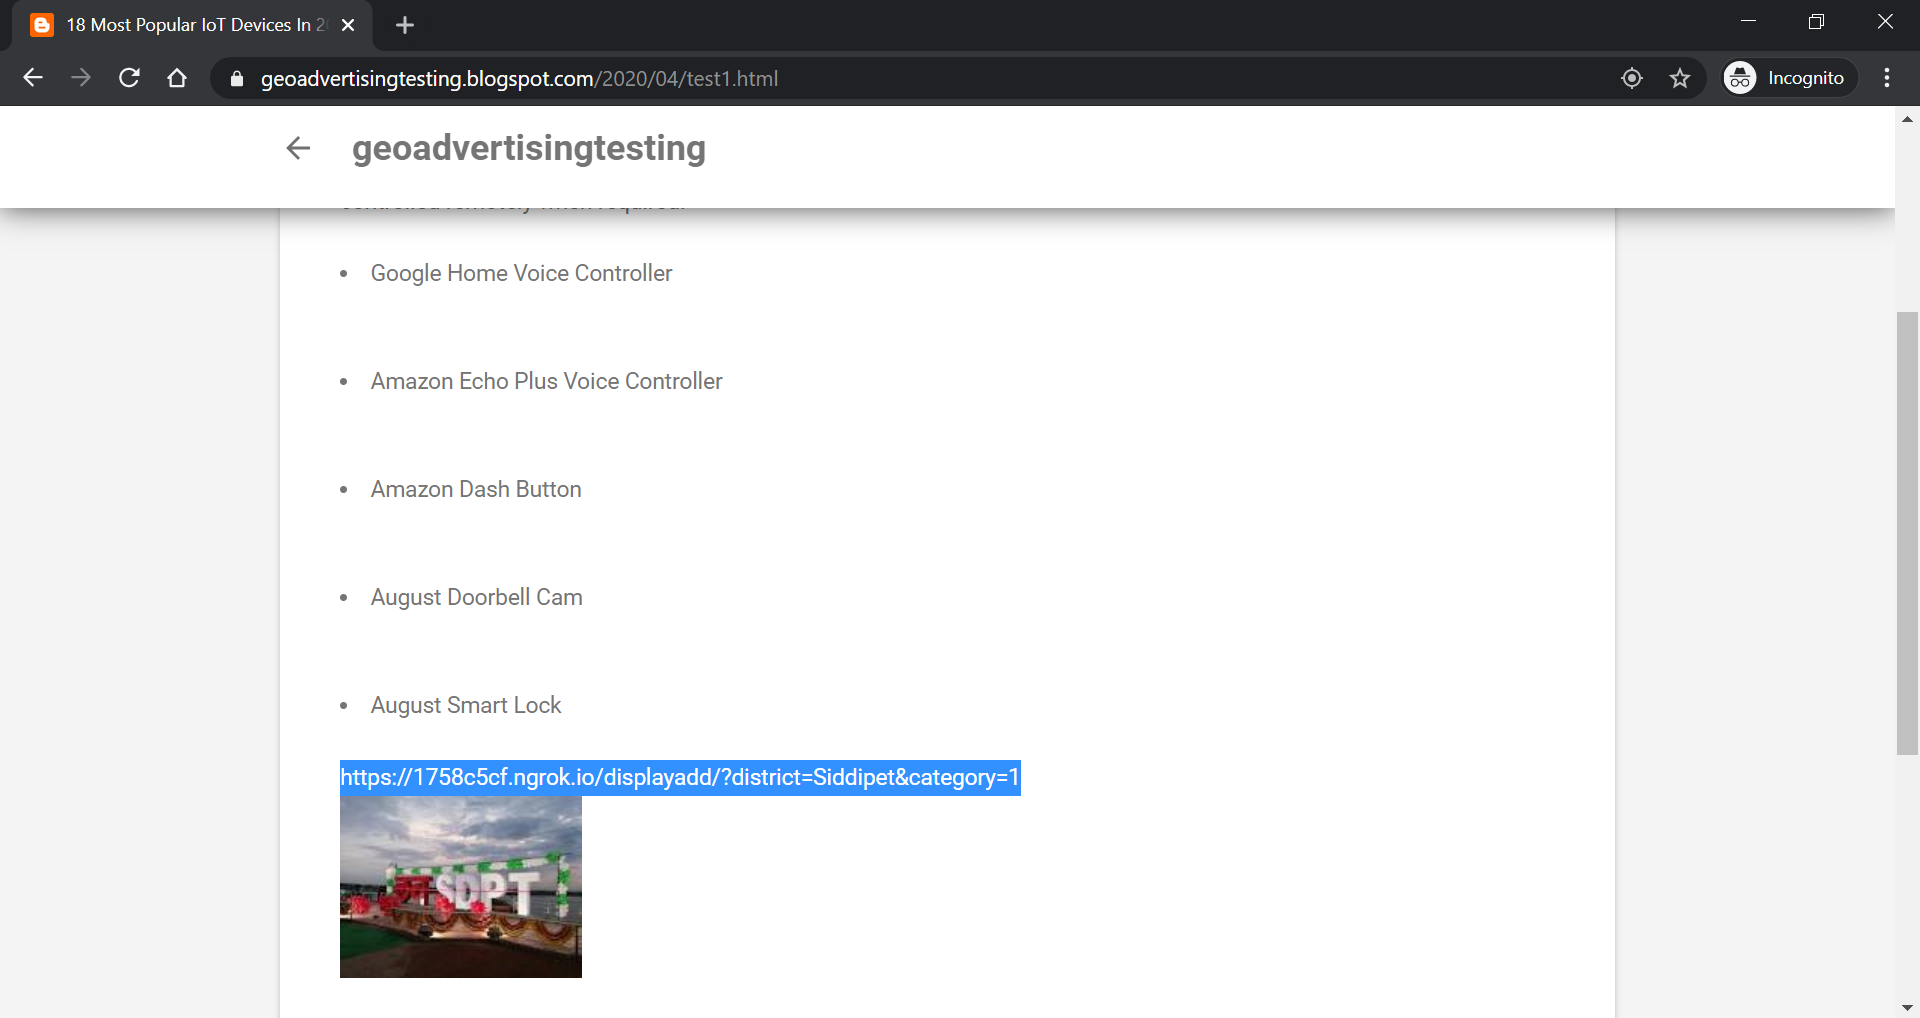 18 Most Popular IoT Devices In 2
geoadvertisingtesting.blogspot.com/2020/04/test1.html
Incognito
geoadvertisingtesting
• Google Home Voice Controller
• Amazon Echo Plus Voice Controller
• Amazon Dash Button
• August Doorbell Cam
• August Smart Lock
https://1758c5cf.ngrok.io/displayadd/?district=Siddipet&category=1
SDPT